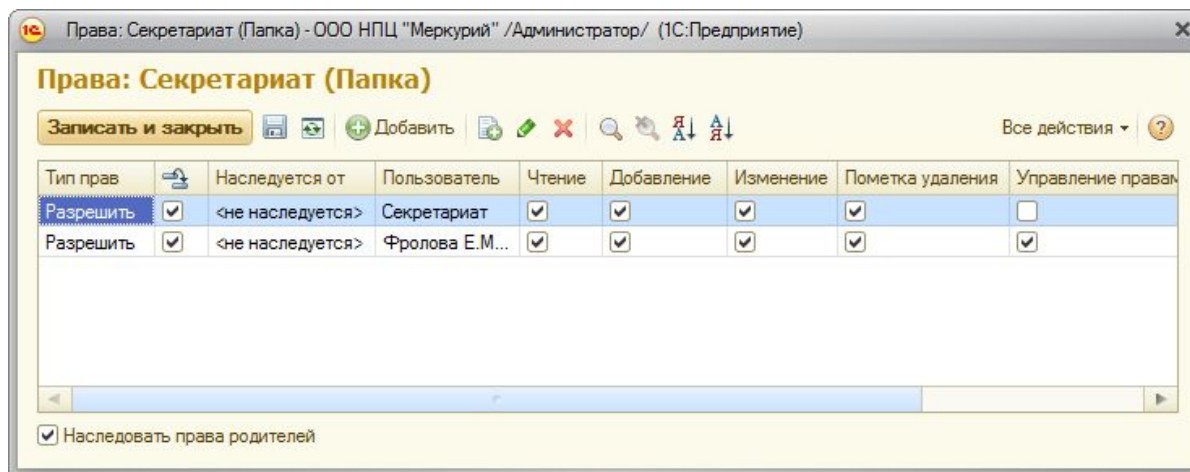 Права: Секретариат (Папка) - ООО НПЦ "Меркурий" /Администратор/ (1С:Предприятие)
Права: Секретариат (Папка)
Записать и закрыть Добавить Все действия
Тип прав Наследуется от Пользователь Чтение Добавление Изменение Пометка удаления Управление правам
Разрешить <не наследуется> Секретариат
Разрешить <не наследуется> Фролова Е.М...
Наследовать права родителей